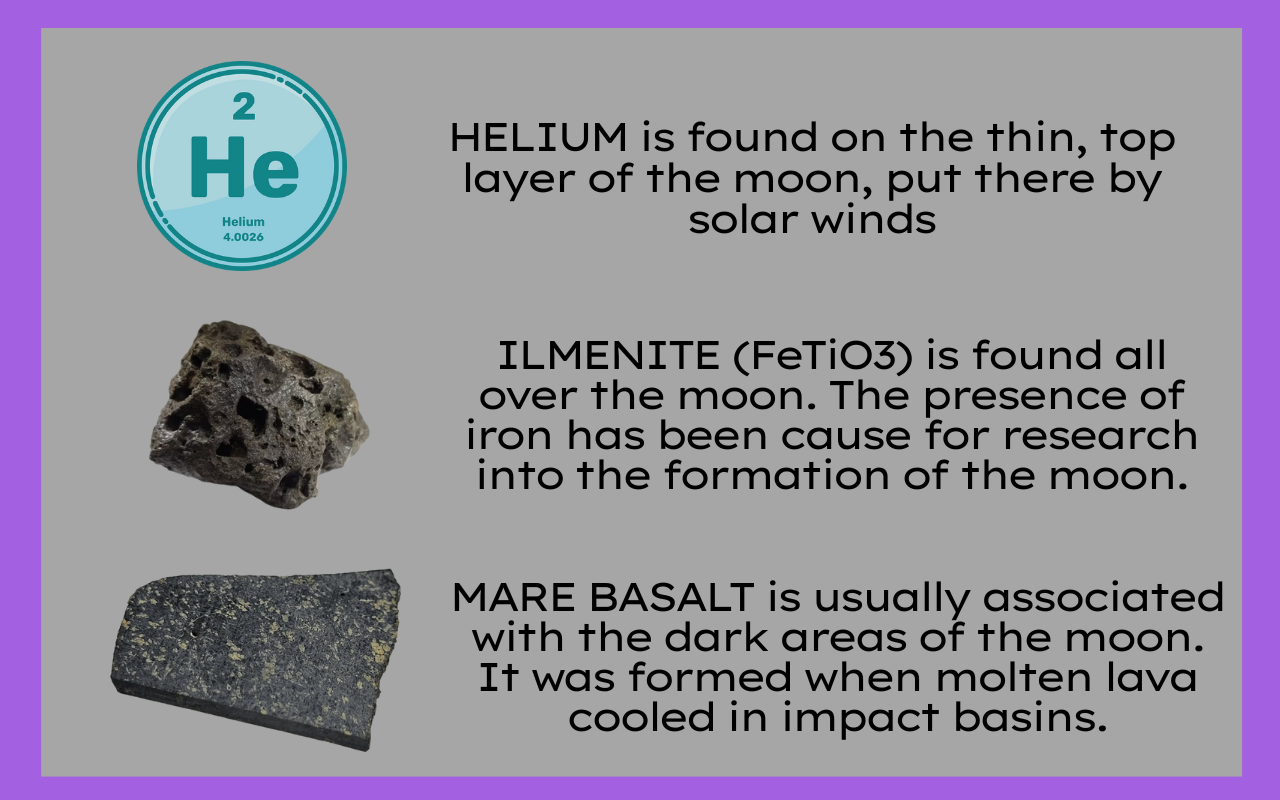 2
He
Helium
4.0026
HELIUM is found on the thin, top
layer of the moon, put there by
solar winds
ILMENITE (FeTiO3) is found all
over the moon. The presence of
iron has been cause for research
into the formation of the moon.
MARE BASALT is usually associated
with the dark areas of the moon.
It was formed when molten lava
cooled in impact basins.